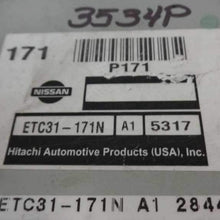 3534P
171
P171
NISSAN
ETC31-171N A1 5317
Hitachi Automotive Products (USA), Inc.
ETC31-171N A1 2844